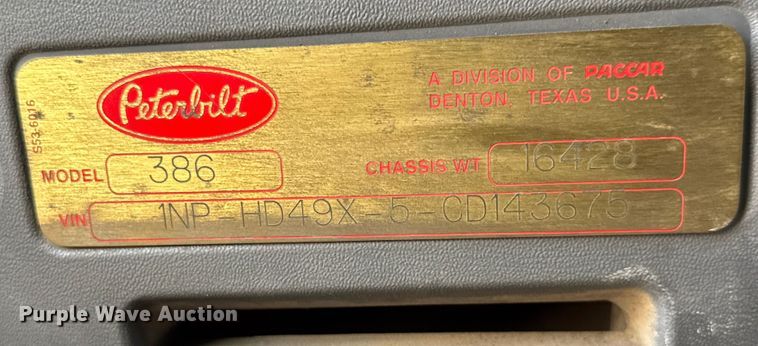 Peterbilt
A DIVISION OF PACCAR
DENTON, TEXAS U.S.A.
S53-6016
MODEL 386
CHASSIS WT 16428
VIN 1NP-HD49X-5-CD143675
Purple Wave Auction